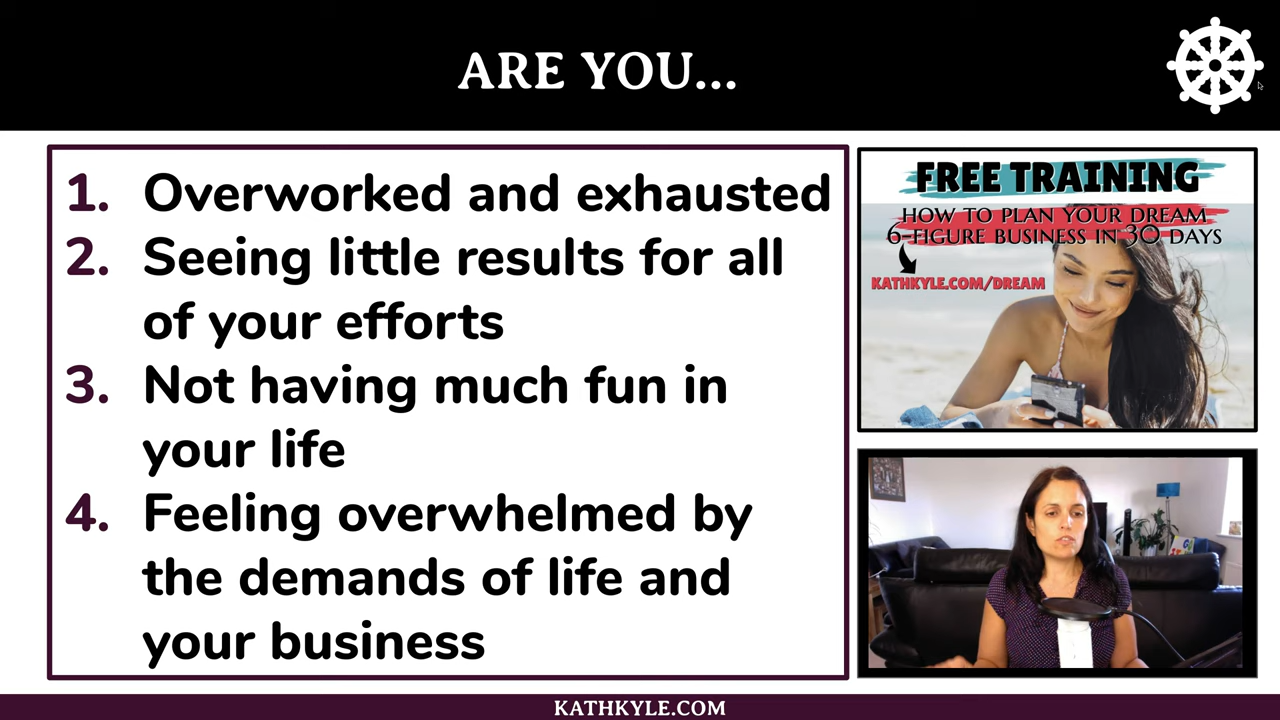 ARE YOU...
1. Overworked and exhausted
2. Seeing little results for all
of your efforts
3. Not having much fun in
your life
4. Feeling overwhelmed by
the demands of life and
your business
FREE TRAINING
HOW TO PLAN YOUR DREAM
6-FIGURE BUSINESS IN 30 DAYS
KATHKYLE.COM/DREAM
KATHKYLE.COM